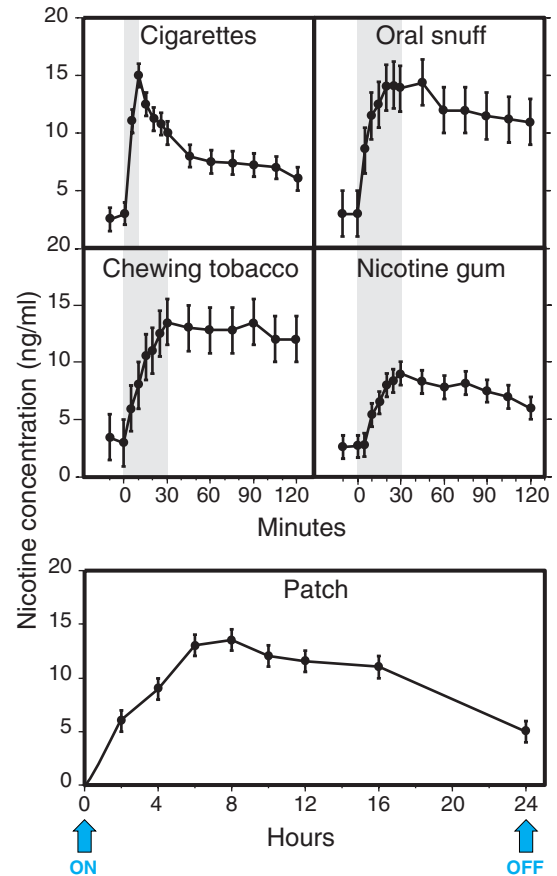 Nicotine concentration (ng/ml)
20
15
10
5
20
Cigarettes
Oral snuff
15
10
5
0
Chewing tobacco
Nicotine gum
0 30 60 90 120
0 30 60 90 120
Minutes
20
15
10
5
0
Patch
0 4 8 12 16 20 24
Hours
ON
OFF